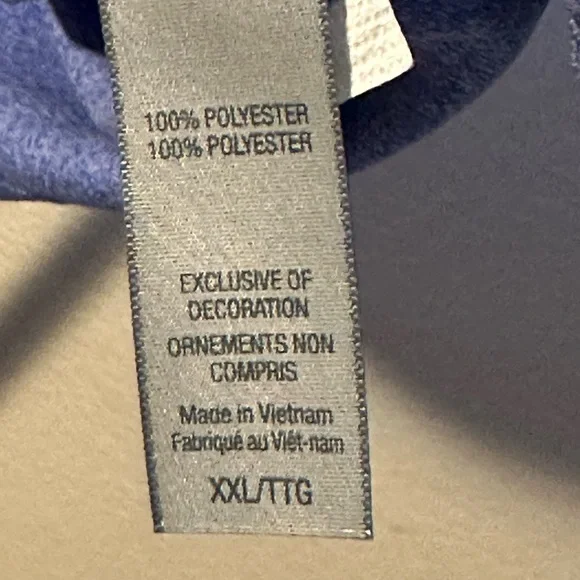 100% POLYESTER
100% POLYESTER
EXCLUSIVE OF
DECORATION
ORNEMENTS NON
COMPRIS
Made in Vietnam
Fabriqué au Viêt-nam
XXL/TTG